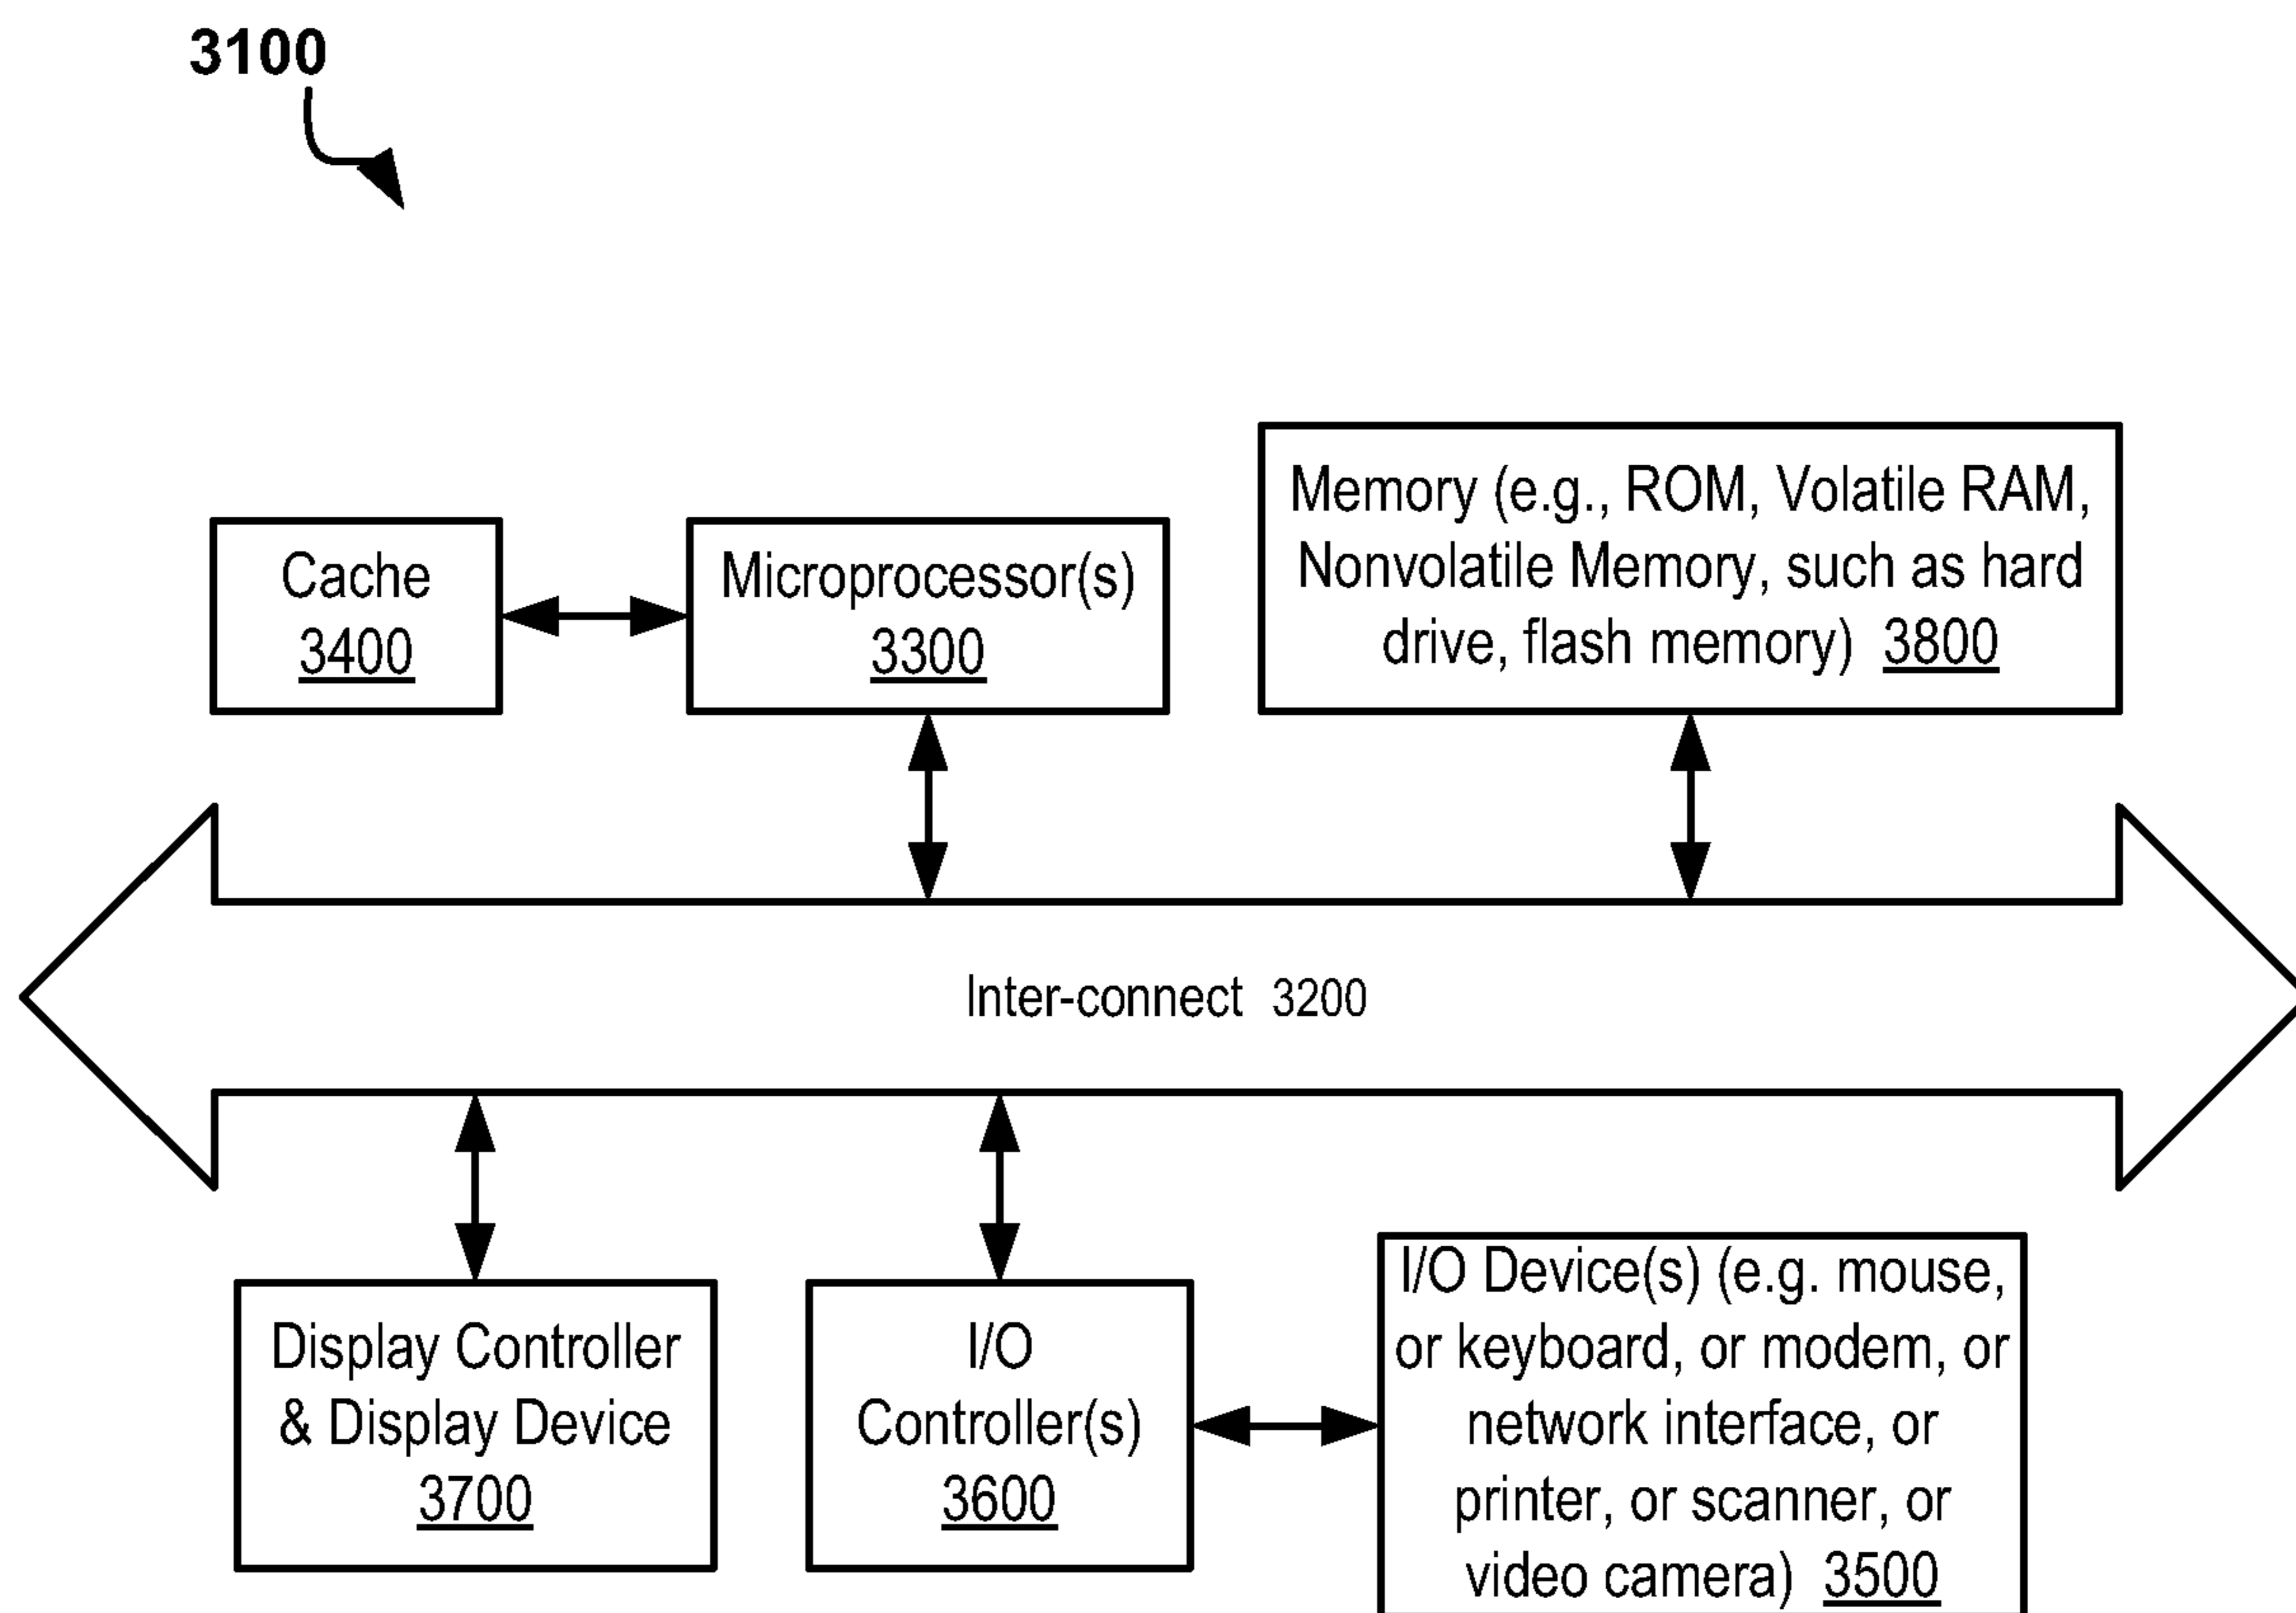 3100
Cache
3400
Microprocessor(s)
3300
Memory (e.g., ROM, Volatile RAM,
Nonvolatile Memory, such as hard
drive, flash memory) 3800
Inter-connect 3200
Display Controller
& Display Device
3700
I/O
Controller(s)
3600
I/O Device(s) (e.g. mouse,
or keyboard, or modem, or
network interface, or
printer, or scanner, or
video camera) 3500